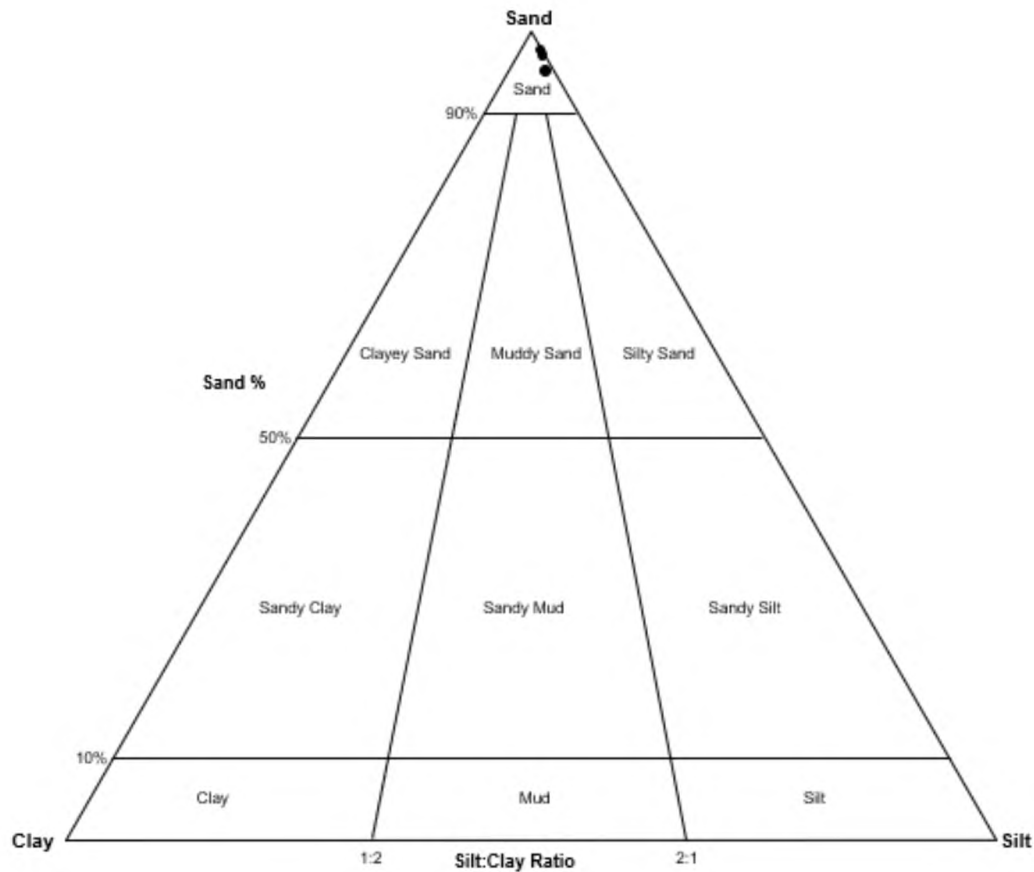 Sand
Sand
90%
Clayey Sand
Muddy Sand
Silty Sand
Sand %
50%
Sandy Clay
Sandy Mud
Sandy Silt
10%
Clay
Mud
Silt
Clay
Silt
1:2
Silt:Clay Ratio
2:1